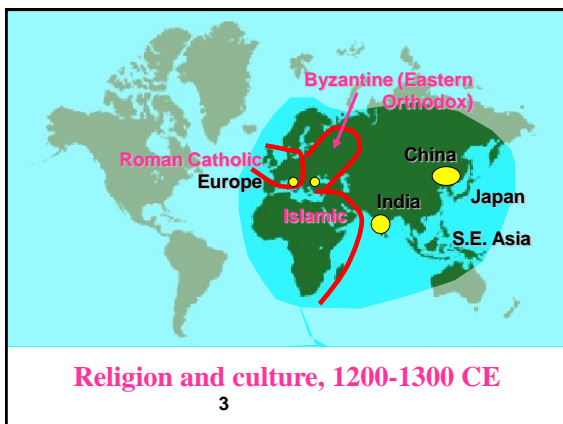 Byzantine (Eastern
Orthodox)
Roman Catholic
Europe
China
India
Japan
Islamic
S.E. Asia
Religion and culture, 1200-1300 CE
3